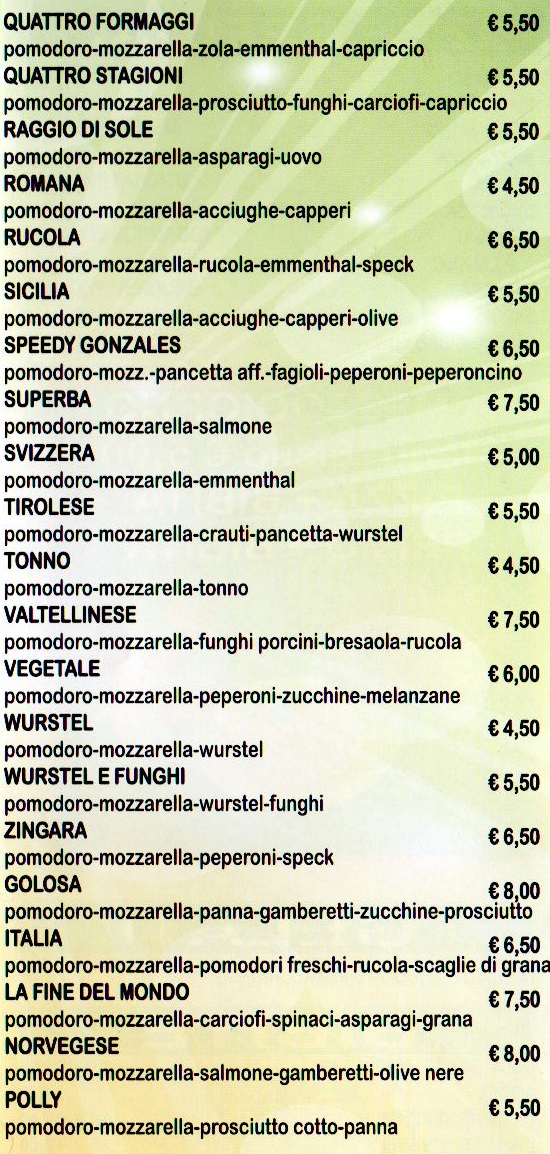 QUATTRO FORMAGGI € 5,50
pomodoro-mozzarella-zola-emmenthal-capriccio
QUATTRO STAGIONI € 5,50
pomodoro-mozzarella-prosciutto-funghi-carciofi-capriccio
RAGGIO DI SOLE € 5,50
pomodoro-mozzarella-asparagi-uovo
ROMANA € 4,50
pomodoro-mozzarella-acciughe-capperi
RUCOLA € 6,50
pomodoro-mozzarella-rucola-emmenthal-speck
SICILIA € 5,50
pomodoro-mozzarella-acciughe-capperi-olive
SPEEDY GONZALES € 6,50
pomodoro-mozz.-pancetta aff.-fagioli-peperoni-peperoncino
SUPERBA € 7,50
pomodoro-mozzarella-salmone
SVIZZERA € 5,00
pomodoro-mozzarella-emmenthal
TIROLESE € 5,50
pomodoro-mozzarella-crauti-pancetta-wurstel
TONNO € 4,50
pomodoro-mozzarella-tonno
VALTELLINESE € 7,50
pomodoro-mozzarella-funghi porcini-bresaola-rucola
VEGETALE € 6,00
pomodoro-mozzarella-peperoni-zucchine-melanzane
WURSTEL € 4,50
pomodoro-mozzarella-wurstel
WURSTEL E FUNGHI € 5,50
pomodoro-mozzarella-wurstel-funghi
ZINGARA € 6,50
pomodoro-mozzarella-peperoni-speck
GOLOSA € 8,00
pomodoro-mozzarella-panna-gamberetti-zucchine-prosciutto
ITALIA € 6,50
pomodoro-mozzarella-pomodori freschi-rucola-scaglie di grana
LA FINE DEL MONDO € 7,50
pomodoro-mozzarella-carciofi-spinaci-asparagi-grana
NORVEGESE € 8,00
pomodoro-mozzarella-salmone-gamberetti-olive nere
POLLY € 5,50
pomodoro-mozzarella-prosciutto cotto-panna